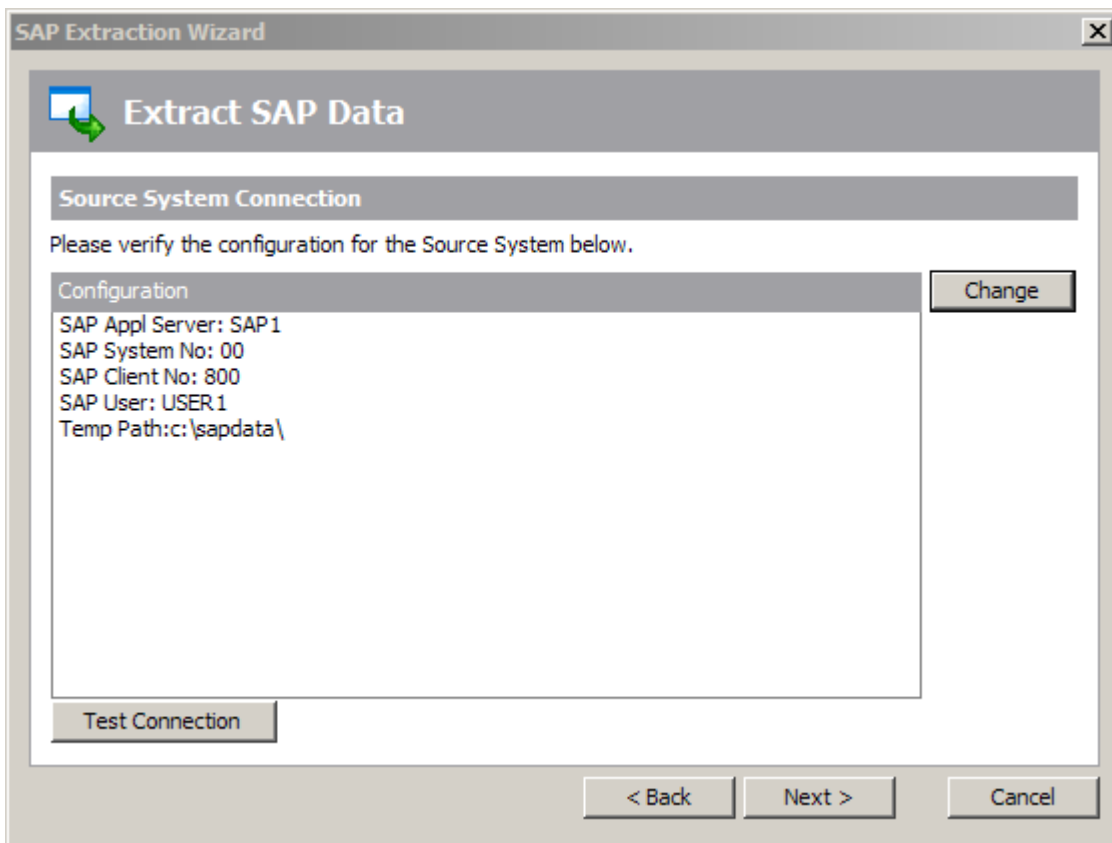 SAP Extraction Wizard
Extract SAP Data
Source System Connection
Please verify the configuration for the Source System below.
Configuration
Change
SAP Appl Server: SAP1
SAP System No: 00
SAP Client No: 800
SAP User: USER1
Temp Path:c:\sapdata\
Test Connection
< Back
Next >
Cancel